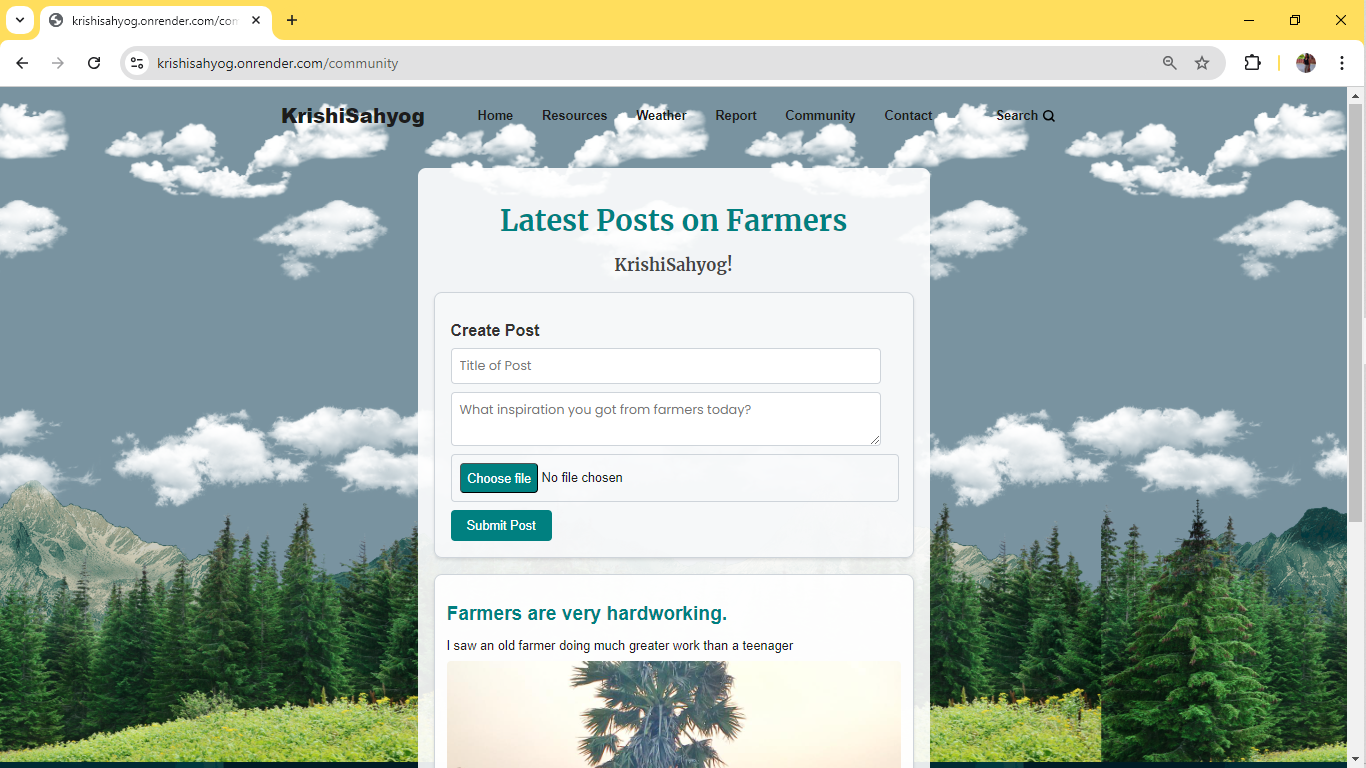 krishisahyog.onrender.com/con
krishisahyog.onrender.com/community
KrishiSahyog Home Resources Weather Report Community Contact Search
Latest Posts on Farmers
KrishiSahyog!
Create Post
Title of Post
What inspiration you got from farmers today?
Choose file No file chosen
Submit Post
Farmers are very hardworking.
I saw an old farmer doing much greater work than a teenager